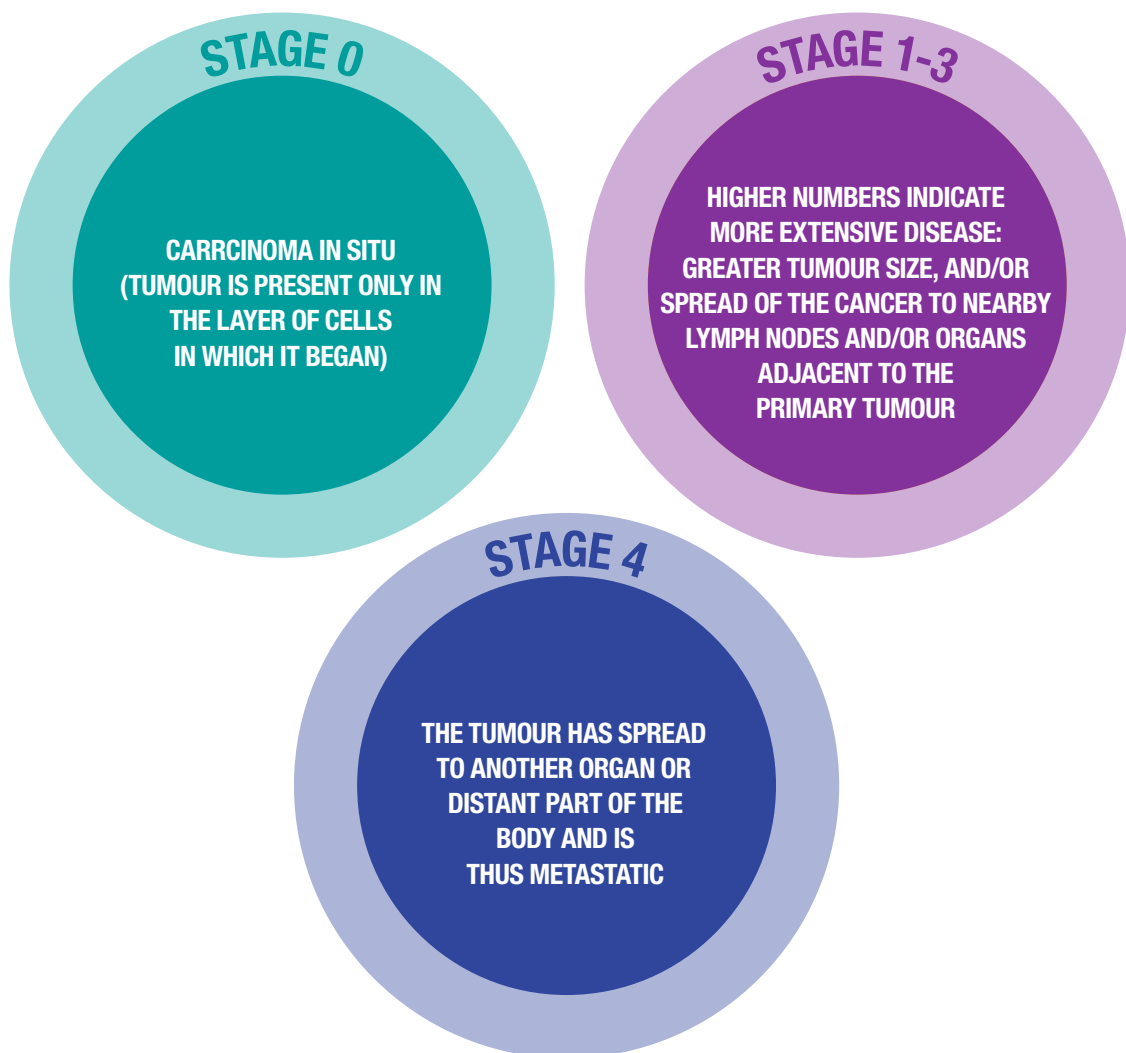 STAGE 0
CARRCINOMA IN SITU
(TUMOUR IS PRESENT ONLY IN
THE LAYER OF CELLS
IN WHICH IT BEGAN)
STAGE 1-3
HIGHER NUMBERS INDICATE
MORE EXTENSIVE DISEASE:
GREATER TUMOUR SIZE, AND/OR
SPREAD OF THE CANCER TO NEARBY
LYMPH NODES AND/OR ORGANS
ADJACENT TO THE
PRIMARY TUMOUR
STAGE 4
THE TUMOUR HAS SPREAD
TO ANOTHER ORGAN OR
DISTANT PART OF THE
BODY AND IS
THUS METASTATIC